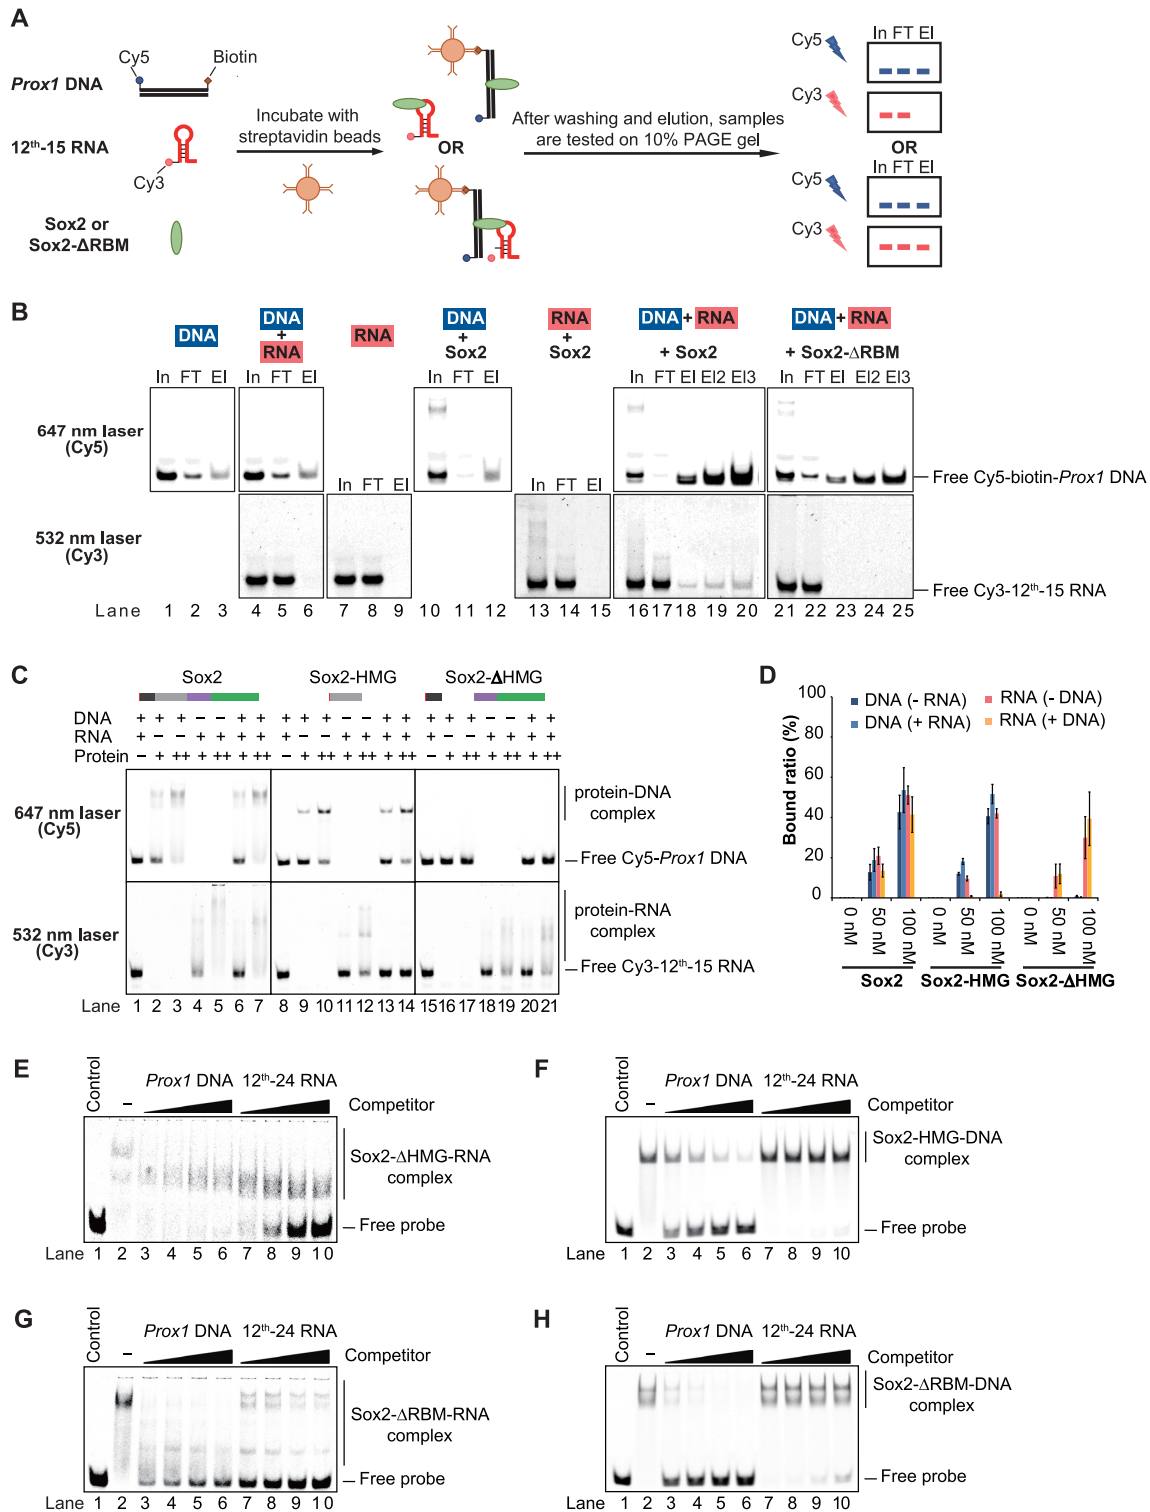 A
Cy5
Biotin
Prox1 DNA
12th-15 RNA
Cy3
Sox2 or
Sox2-ΔRBM
Incubate with
streptavidin beads
OR
After washing and elution, samples
are tested on 10% PAGE gel
In FT El
Cy5
Cy3
OR
Cy5
Cy3
B
DNA
DNA
+
RNA
RNA
DNA
+
Sox2
RNA
+
Sox2
DNA + RNA
+ Sox2
DNA + RNA
+ Sox2-ΔRBM
In FT El In FT El In FT El In FT El El2 El3 In FT El El2 El3
647 nm laser
(Cy5)
Free Cy5-biotin-Prox1 DNA
In FT El In FT El
532 nm laser
(Cy3)
Free Cy3-12th-15 RNA
Lane 1 2 3 4 5 6 7 8 9 10 11 12 13 14 15 16 17 18 19 20 21 22 23 24 25
C
Sox2 Sox2-HMG Sox2-ΔHMG
DNA + + + − − + + + + + − − + + + + + − − + +
RNA + − − + + + + + − − + + + + + − − + + + +
Protein − + ++ + ++ + ++ − + ++ + ++ + ++ − + ++ + ++ + ++
647 nm laser
(Cy5)
protein-DNA
complex
Free Cy5-Prox1 DNA
532 nm laser
(Cy3)
protein-RNA
complex
Free Cy3-12th-15 RNA
Lane 1 2 3 4 5 6 7 8 9 10 11 12 13 14 15 16 17 18 19 20 21
D
Bound ratio (%)
100
80
60
40
20
0
DNA (- RNA)
DNA (+ RNA)
RNA (- DNA)
RNA (+ DNA)
0 nM 50 nM 100 nM 0 nM 50 nM 100 nM 0 nM 50 nM 100 nM
Sox2 Sox2-HMG Sox2-ΔHMG
E
Control
−
Prox1 DNA 12th-24 RNA
Competitor
Sox2-ΔHMG-RNA
complex
Free probe
Lane 1 2 3 4 5 6 7 8 9 10
F
Control
−
Prox1 DNA 12th-24 RNA
Competitor
Sox2-HMG-DNA
complex
Free probe
Lane 1 2 3 4 5 6 7 8 9 10
G
Control
−
Prox1 DNA 12th-24 RNA
Competitor
Sox2-ΔRBM-RNA
complex
Free probe
Lane 1 2 3 4 5 6 7 8 9 10
H
Control
−
Prox1 DNA 12th-24 RNA
Competitor
Sox2-ΔRBM-DNA
complex
Free probe
Lane 1 2 3 4 5 6 7 8 9 10